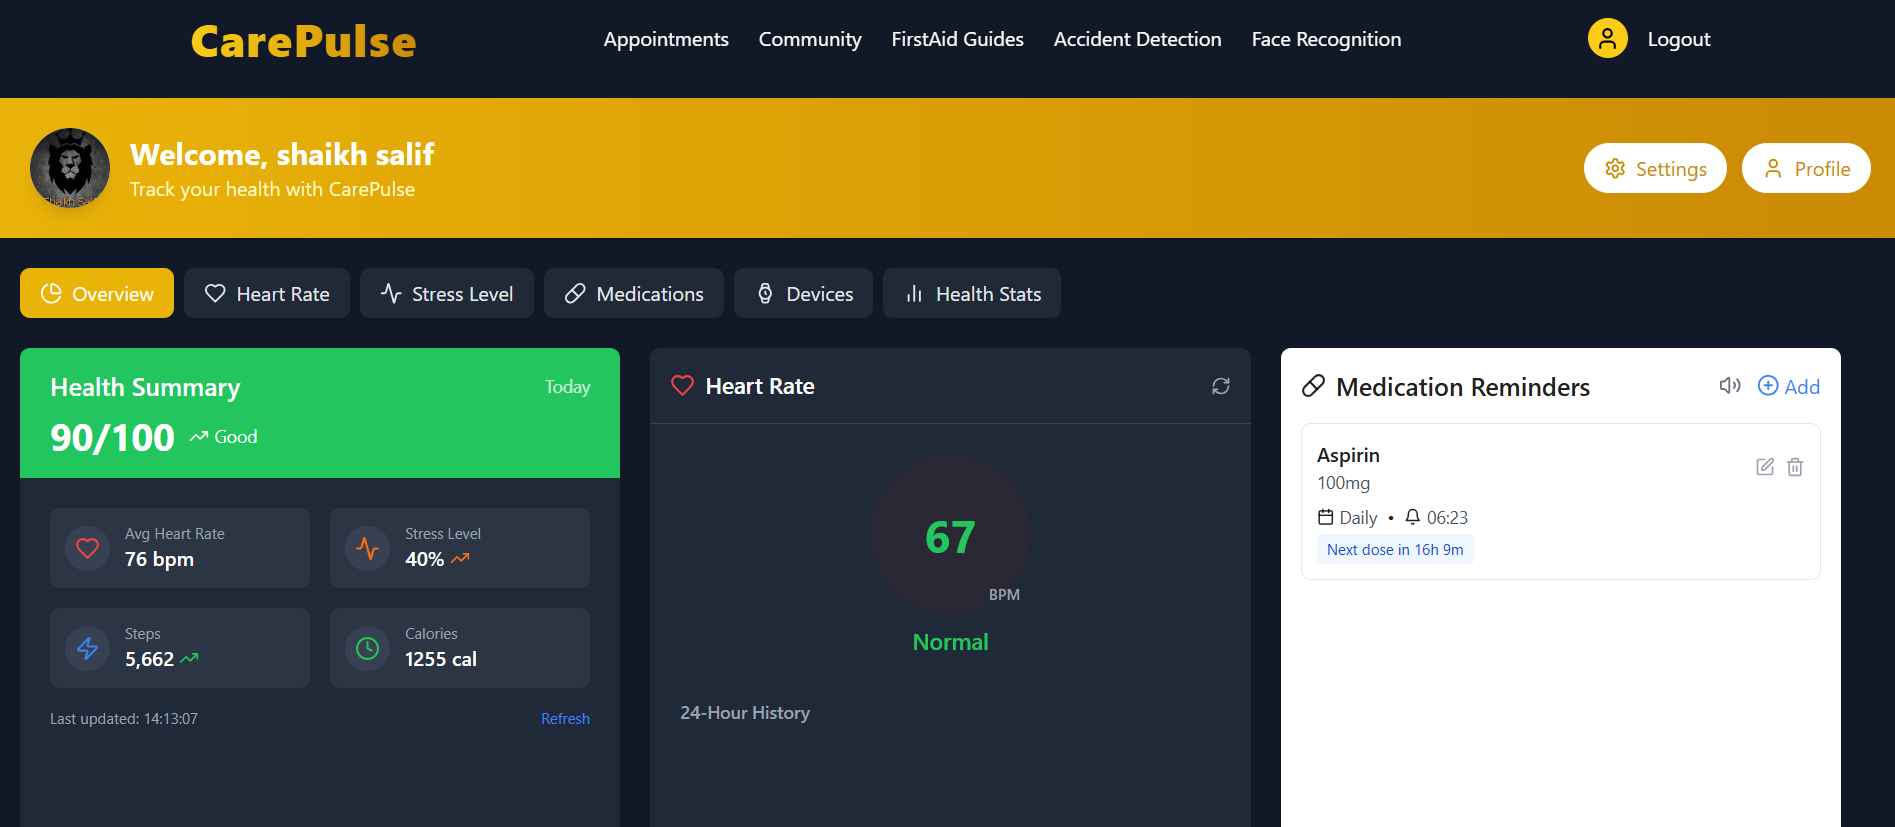 CarePulse
Appointments
Community
FirstAid Guides
Accident Detection
Face Recognition
Logout
Welcome, shaikh salif
Track your health with CarePulse
Settings
Profile
Overview
Heart Rate
Stress Level
Medications
Devices
Health Stats
Health Summary
Today
90/100
Good
Avg Heart Rate
76 bpm
Stress Level
40%
Steps
5,662
Calories
1255 cal
Last updated: 14:13:07
Refresh
Heart Rate
67
BPM
Normal
24-Hour History
Medication Reminders
Add
Aspirin
100mg
Daily • 06:23
Next dose in 16h 9m